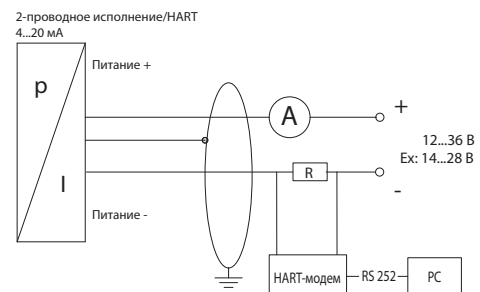 2-проводное исполнение/HART
4...20 мА
Питание +
p
A
+
12...36 В
Ex: 14...28 В
I
R
-
Питание -
HART-модем
RS 252
PC